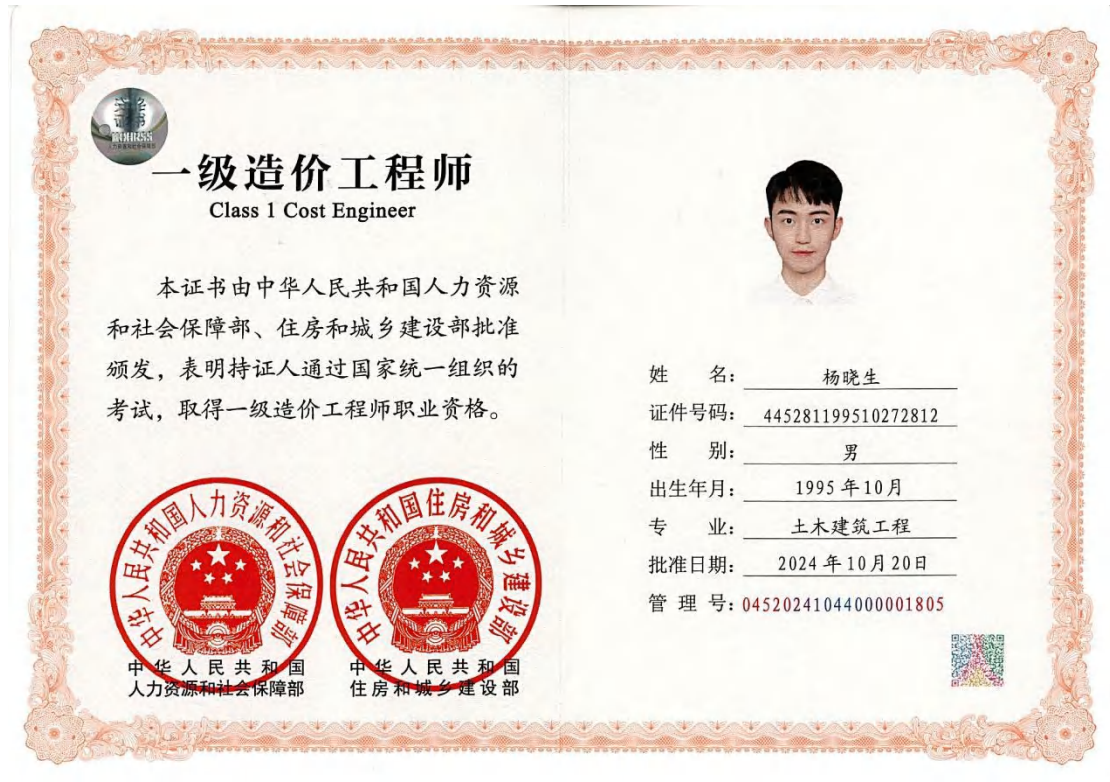 一级造价工程师
Class 1 Cost Engineer
本证书由中华人民共和国人力资源
和社会保障部、住房和城乡建设部批准
颁发，表明持证人通过国家统一组织的
考试，取得一级造价工程师职业资格。
中华人民共和国人力资源和社会保障部
中华人民共和国住房和城乡建设部
中华人民共和国
人力资源和社会保障部
中华人民共和国
住房和城乡建设部
姓 名： 杨晓生
证件号码： 445281199510272812
性 别： 男
出生年月： 1995年10月
专 业： 土木建筑工程
批准日期： 2024年10月20日
管 理 号：04520241044000001805